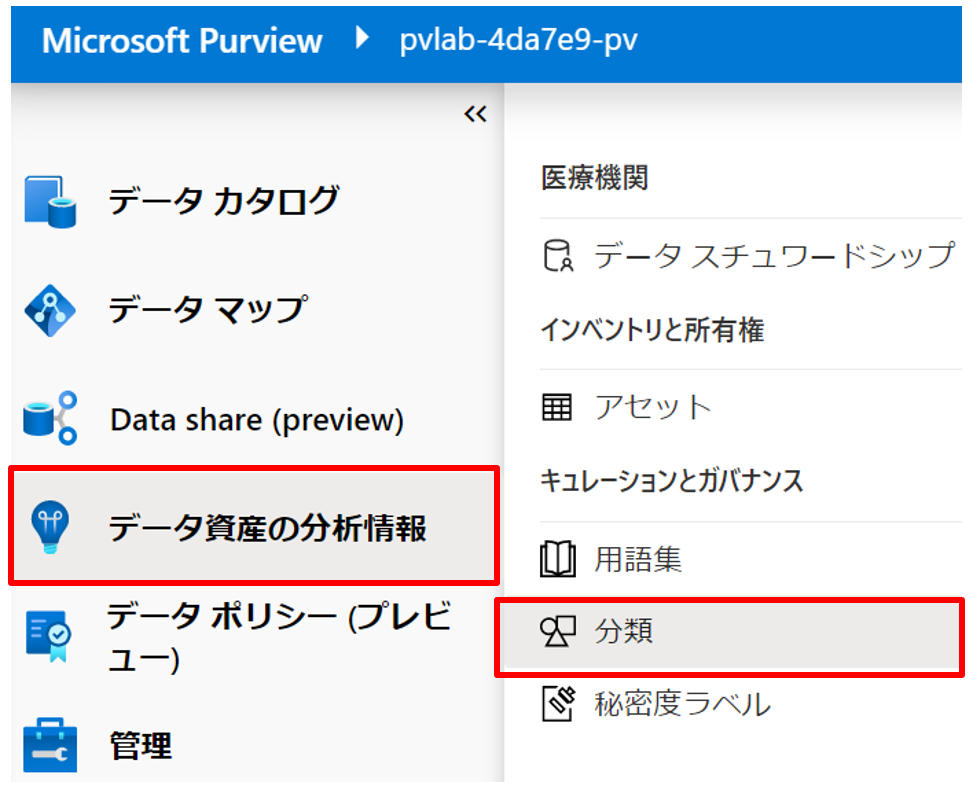 Microsoft Purview pvlab-4da7e9-pv
データ カタログ
データ マップ
Data share (preview)
データ資産の分析情報
データ ポリシー (プレビ
ュー)
管理
医療機関
データ スチュワードシップ
インベントリと所有権
アセット
キュレーションとガバナンス
用語集
分類
秘密度ラベル